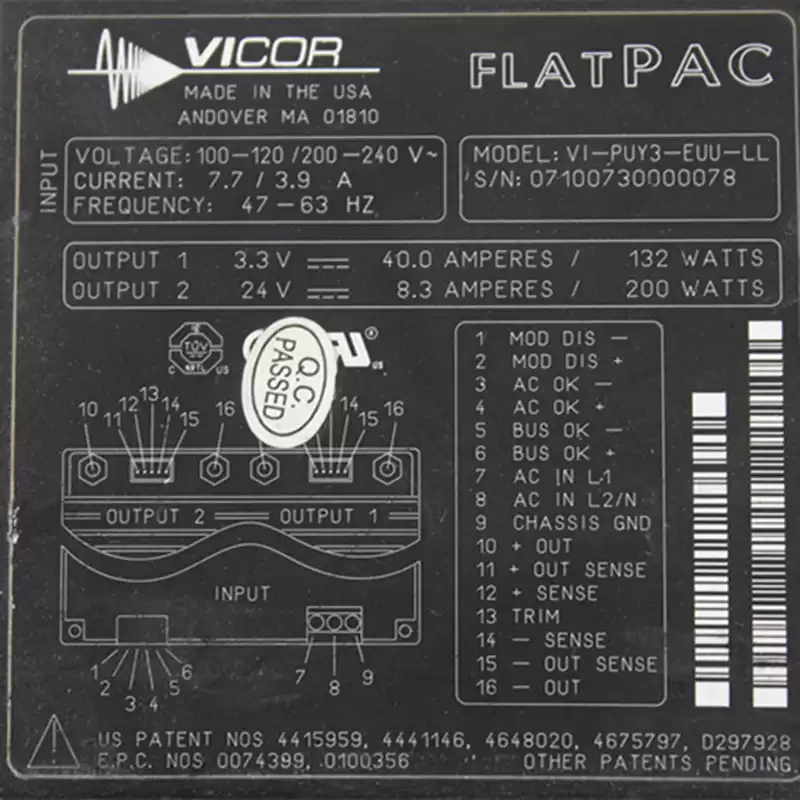 VICOR
MADE IN THE USA
ANDOVER MA 01810
FLATPAC
INPUT
VOLTAGE: 100-120 /200-240 V~
CURRENT: 7.7 / 3.9 A
FREQUENCY: 47-63 HZ
MODEL: VI-PUY3-EUU-LL
S/N: 07100730000078
OUTPUT 1 3.3 V ⎓ 40.0 AMPERES / 132 WATTS
OUTPUT 2 24 V ⎓ 8.3 AMPERES / 200 WATTS
TÜV
C NRTL US
Q.C.
PASSED
® US
10 11 12 13 14 15 16
14 15 16
OUTPUT 2 OUTPUT 1
INPUT
1 2 3 4 5 6 7 8 9
1 MOD DIS -
2 MOD DIS +
3 AC OK -
4 AC OK +
5 BUS OK -
6 BUS OK +
7 AC IN L1
8 AC IN L2/N
9 CHASSIS GND
10 + OUT
11 + OUT SENSE
12 + SENSE
13 TRIM
14 - SENSE
15 - OUT SENSE
16 - OUT
US PATENT NOS 4415959, 4441146, 4648020, 4675797, D297928
E.P.C. NOS 0074399, 0100356 OTHER PATENTS PENDING